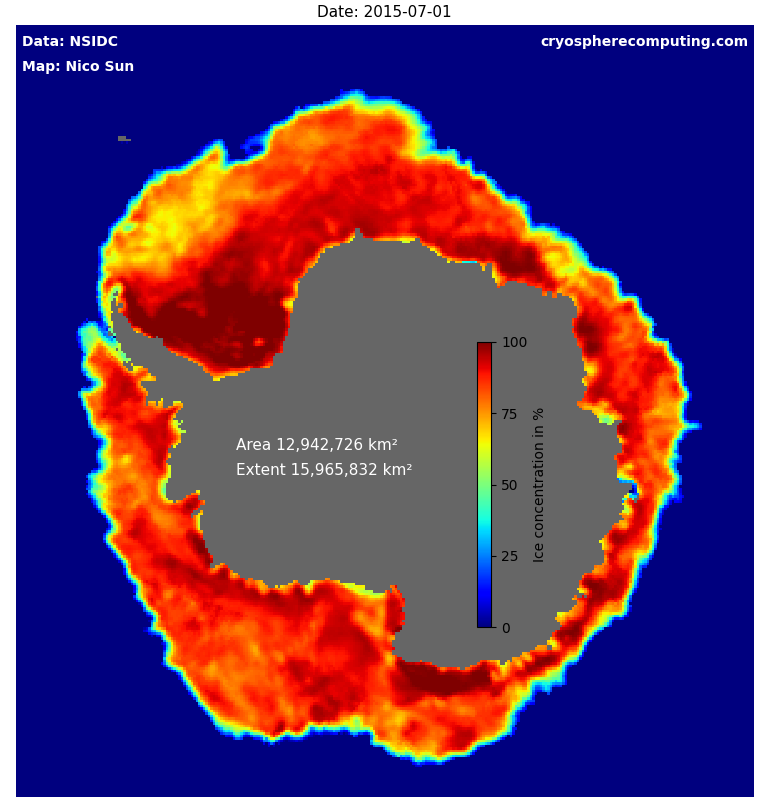 Date: 2015-07-01
Data: NSIDC
cryospherecomputing.com
Map: Nico Sun
100
75
50
25
0
Ice concentration in %
Area 12,942,726 km²
Extent 15,965,832 km²